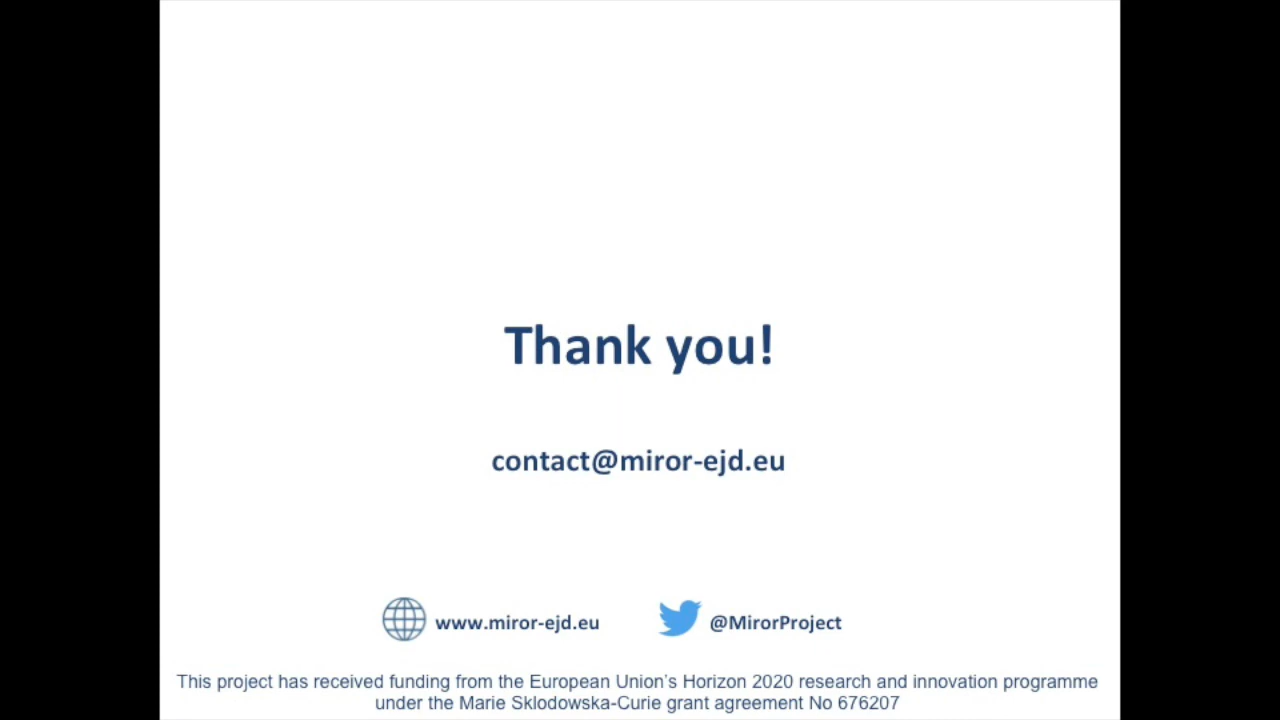 Thank you!
contact@miror-ejd.eu
www.miror-ejd.eu
@MirorProject
This project has received funding from the European Union’s Horizon 2020 research and innovation programme
under the Marie Sklodowska-Curie grant agreement No 676207